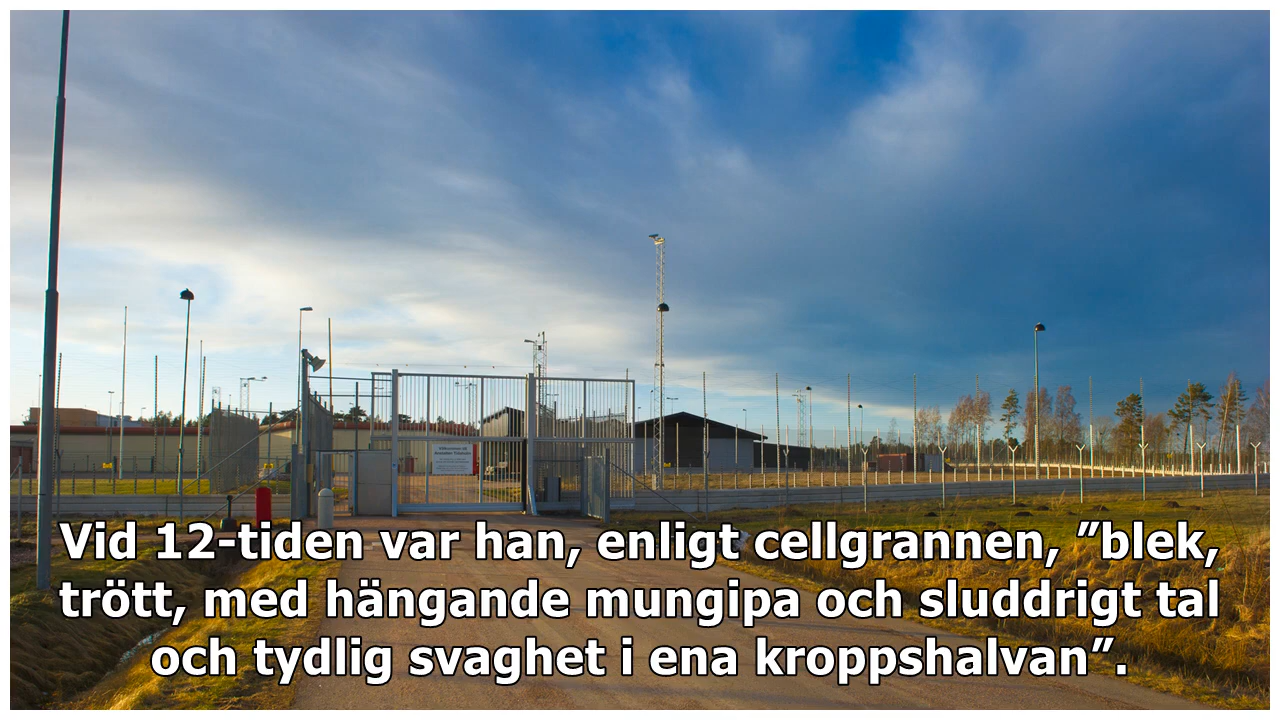 Vid 12-tiden var han, enligt cellgrannen, ”blek,
trött, med hängande mungipa och sluddrigt tal
och tydlig svaghet i ena kroppshalvan”.